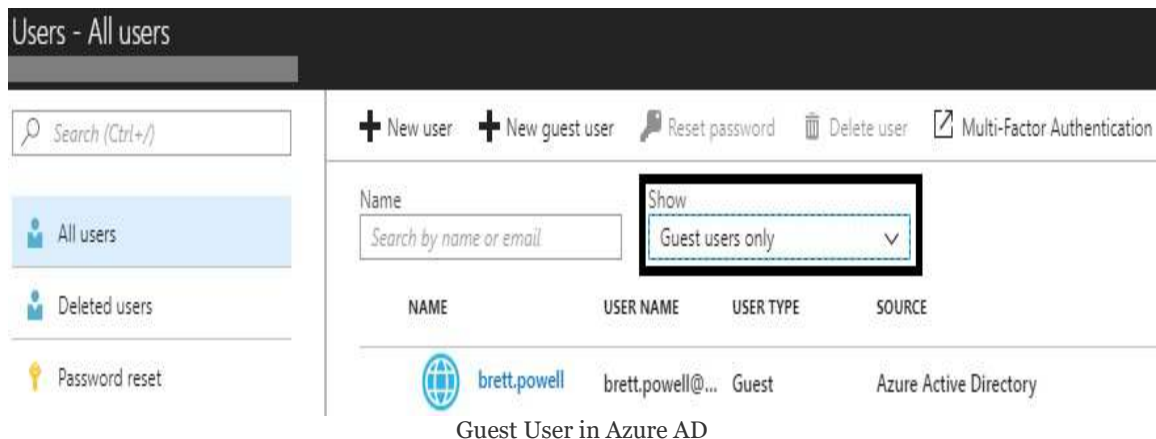 Users - All users
Search (Ctrl+/)
All users
Deleted users
Password reset
New user New guest user Reset password Delete user Multi-Factor Authentication
Name Show
Search by name or email Guest users only
NAME USER NAME USER TYPE SOURCE
brett.powell brett.powell@... Guest Azure Active Directory
Guest User in Azure AD